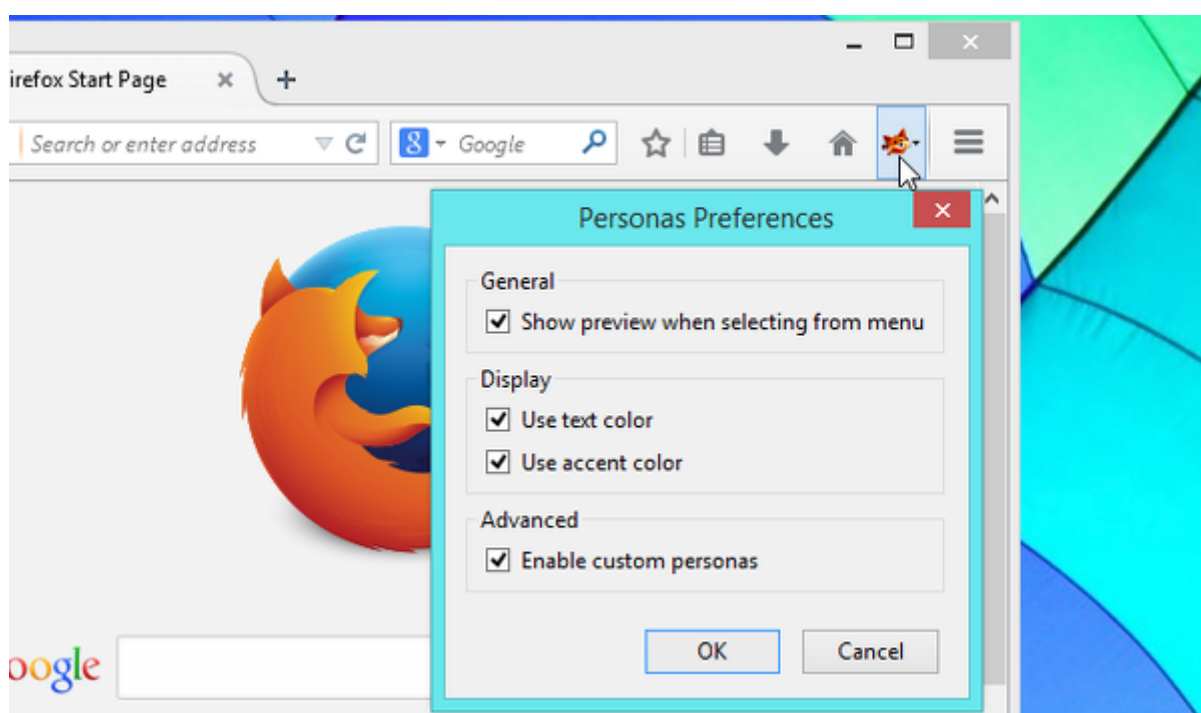 irefox Start Page
Search or enter address
8 Google
Personas Preferences
General
Show preview when selecting from menu
Display
Use text color
Use accent color
Advanced
Enable custom personas
OK Cancel
oogle